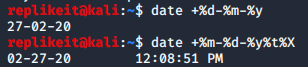 replikeit@kali:~$ date +%d-%m-%y
27-02-20
replikeit@kali:~$ date +%m-%d-%y%t%X
02-27-20        12:08:51 PM